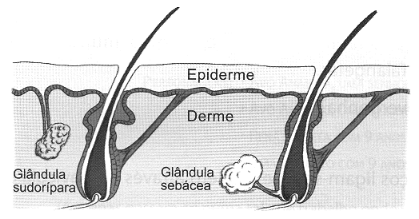 Epiderme
Derme
Glândula
sudorípara
Glândula
sebácea